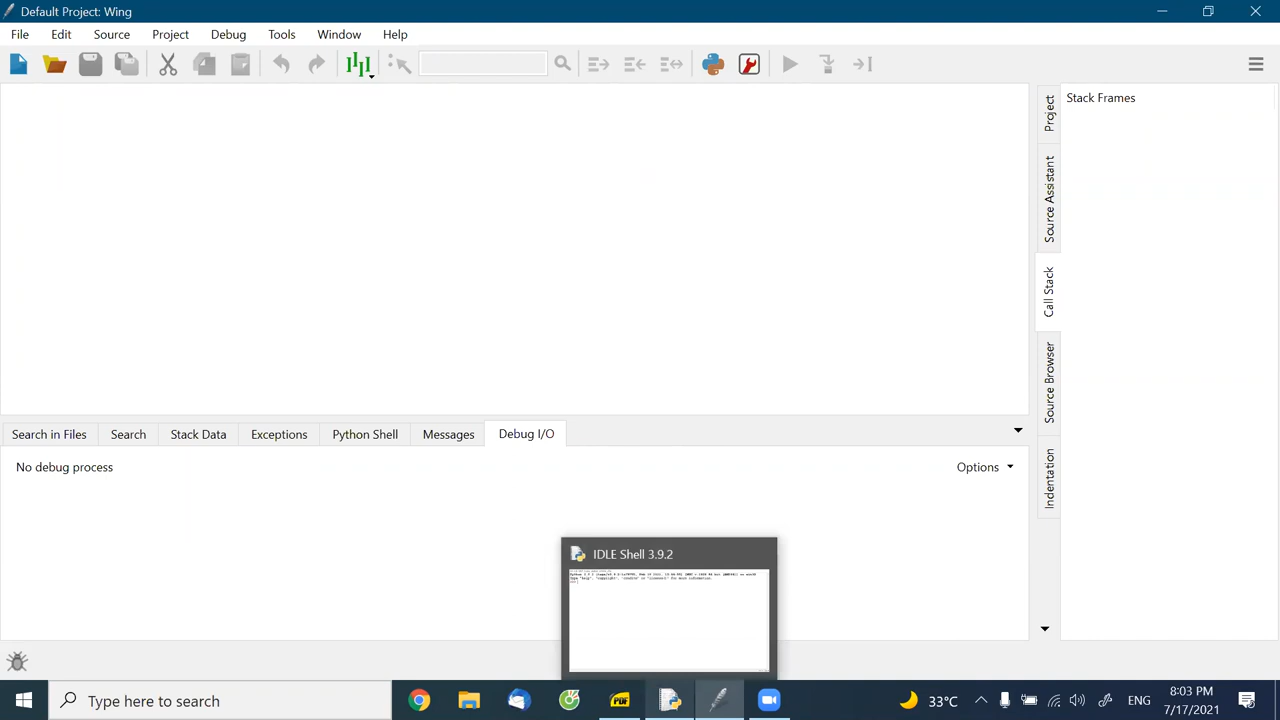 Default Project: Wing
File Edit Source Project Debug Tools Window Help
Project
Source Assistant
Call Stack
Source Browser
Indentation
Stack Frames
Search in Files Search Stack Data Exceptions Python Shell Messages Debug I/O
No debug process
Options
IDLE Shell 3.9.2
Type here to search
PDF
33°C
ENG
8:03 PM
7/17/2021